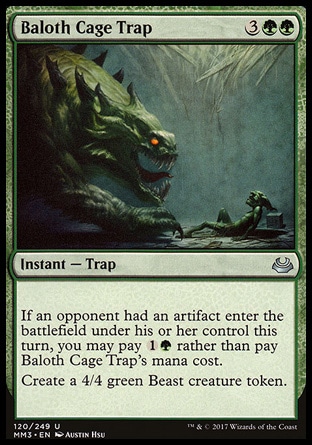 Baloth Cage Trap 3
Instant — Trap
If an opponent had an artifact enter the
battlefield under his or her control this
turn, you may pay 1 rather than pay
Baloth Cage Trap's mana cost.
Create a 4/4 green Beast creature token.
120/249 U
MM3 • EN Austin Hsu ™ & © 2017 Wizards of the Coast